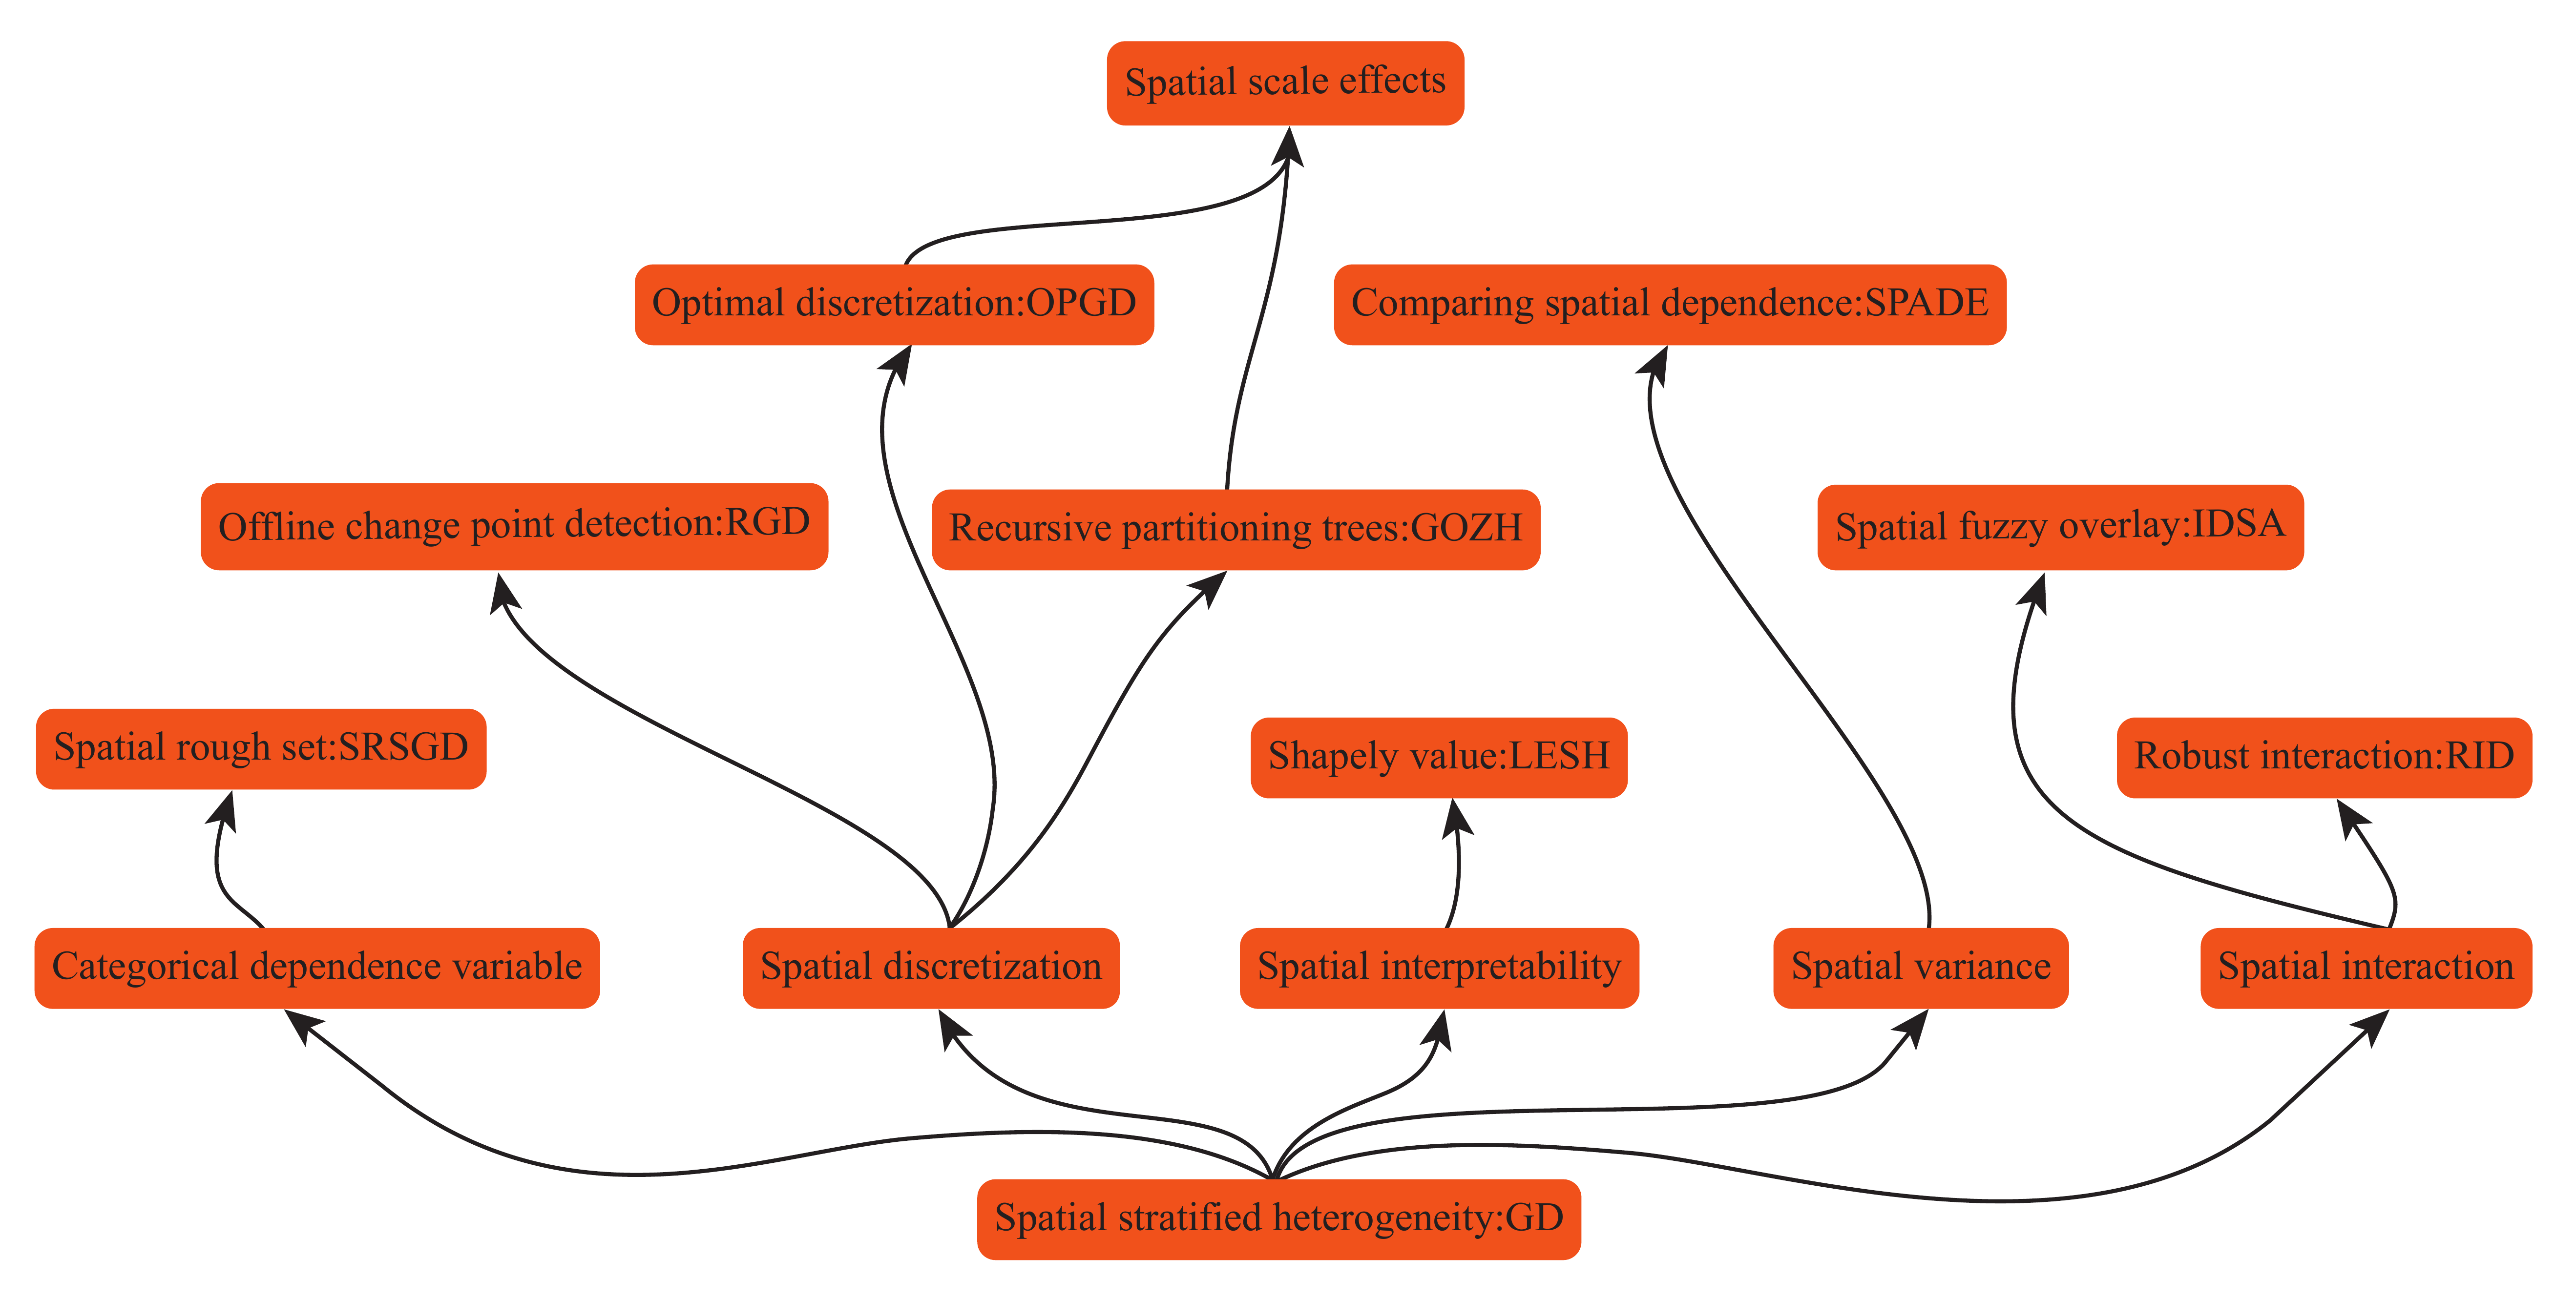 Spatial scale effects
Optimal discretization:OPGD
Comparing spatial dependence:SPADE
Offline change point detection:RGD
Recursive partitioning trees:GOZH
Spatial fuzzy overlay:IDSA
Spatial rough set:SRSGD
Shapely value:LESH
Robust interaction:RID
Categorical dependence variable
Spatial discretization
Spatial interpretability
Spatial variance
Spatial interaction
Spatial stratified heterogeneity:GD